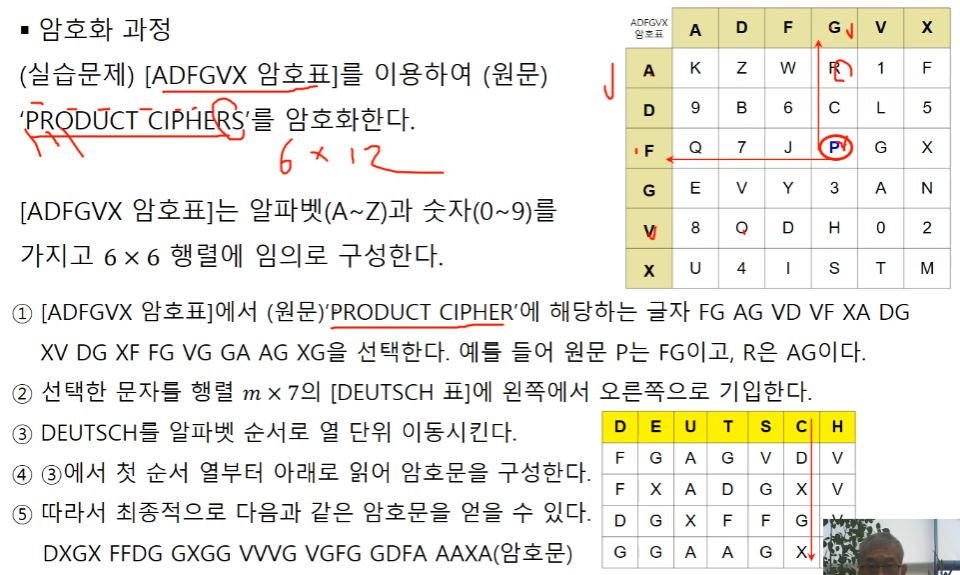 ▪ 암호화 과정
(실습문제) [ADFGVX 암호표]를 이용하여 (원문)
'PRODUCT CIPHERS'를 암호화한다.
6 × 12
[ADFGVX 암호표]는 알파벳(A~Z)과 숫자(0~9)를
가지고 6 × 6 행렬에 임의로 구성한다.
ADFGVX 암호표 A D F G V X
A K Z W R 1 F
D 9 B 6 C L 5
F Q 7 J P G X
G E V Y 3 A N
V 8 O D H 0 2
X U 4 I S T M
① [ADFGVX 암호표]에서 (원문)'PRODUCT CIPHER'에 해당하는 글자 FG AG VD VF XA DG
XV DG XF FG VG GA AG XG을 선택한다. 예를 들어 원문 P는 FG이고, R은 AG이다.
② 선택한 문자를 행렬 m × 7의 [DEUTSCH 표]에 왼쪽에서 오른쪽으로 기입한다.
③ DEUTSCH를 알파벳 순서로 열 단위 이동시킨다.
④ ③에서 첫 순서 열부터 아래로 읽어 암호문을 구성한다.
⑤ 따라서 최종적으로 다음과 같은 암호문을 얻을 수 있다.
DXGX FFDG GXGG VVVG VGFG GDFA AAXA(암호문)
D E U T S C H
F G A G V D V
F X A D G X V
D G X F F G
G G A A G X